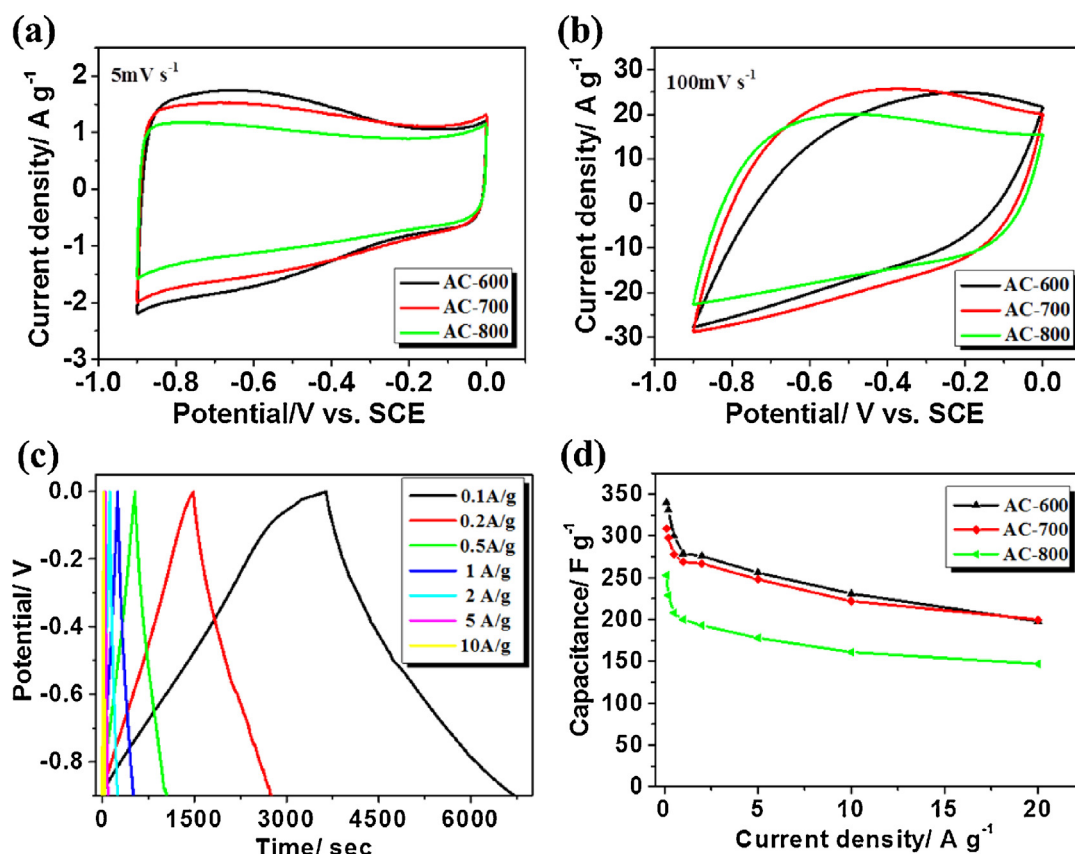 (a)
5mV s⁻¹
Current density/ A g⁻¹
2
1
0
-1
-2
-3
AC-600
AC-700
AC-800
-1.0 -0.8 -0.6 -0.4 -0.2 0.0
Potential/V vs. SCE
(b)
100mV s⁻¹
Current density/ A g⁻¹
30
20
10
0
-10
-20
-30
AC-600
AC-700
AC-800
-1.0 -0.8 -0.6 -0.4 -0.2 0.0
Potential/ V vs. SCE
(c)
Potential/ V
0.0
-0.2
-0.4
-0.6
-0.8
0.1A/g
0.2A/g
0.5A/g
1 A/g
2 A/g
5 A/g
10A/g
0 1500 3000 4500 6000
Time/ sec
(d)
Capacitance/ F g⁻¹
350
300
250
200
150
100
50
0
AC-600
AC-700
AC-800
0 5 10 15 20
Current density/ A g⁻¹